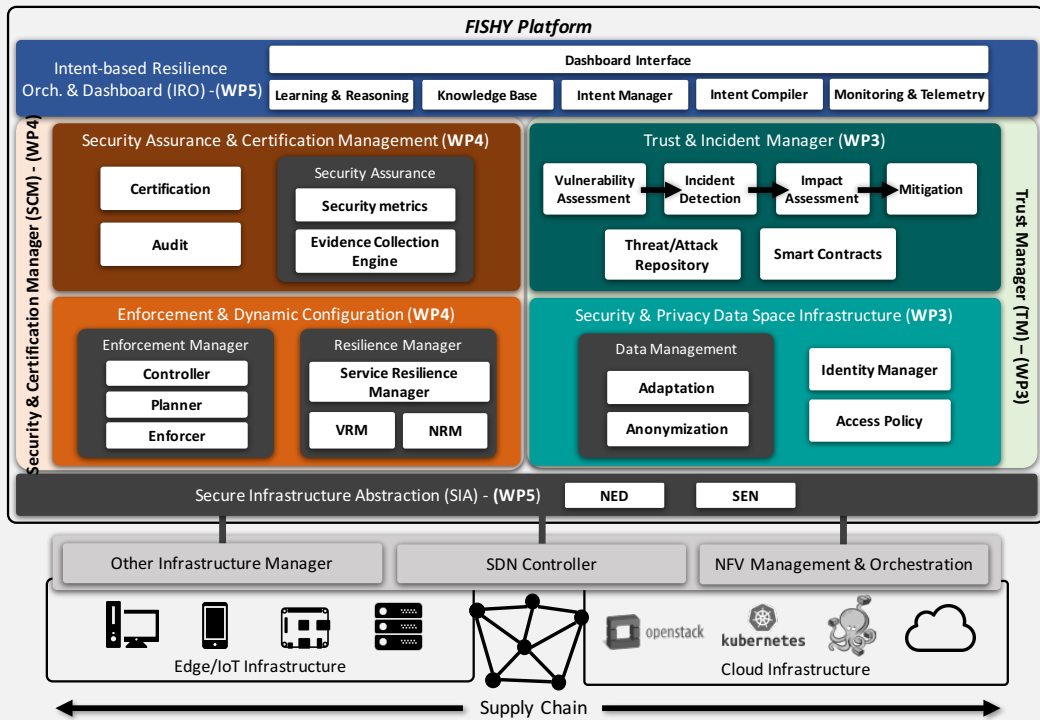 FISHY Platform
Intent-based Resilience
Orch. & Dashboard (IRO) -(WP5)
Dashboard Interface
Learning & Reasoning
Knowledge Base
Intent Manager
Intent Compiler
Monitoring & Telemetry
Security & Certification Manager (SCM) - (WP4)
Security Assurance & Certification Management (WP4)
Certification
Audit
Security Assurance
Security metrics
Evidence Collection
Engine
Trust & Incident Manager (WP3)
Vulnerability
Assessment
Incident
Detection
Impact
Assessment
Mitigation
Threat/Attack
Repository
Smart Contracts
Trust Manager (TM) – (WP3)
Enforcement & Dynamic Configuration (WP4)
Enforcement Manager
Controller
Planner
Enforcer
Resilience Manager
Service Resilience
Manager
VRM
NRM
Security & Privacy Data Space Infrastructure (WP3)
Data Management
Adaptation
Anonymization
Identity Manager
Access Policy
Secure Infrastructure Abstraction (SIA) - (WP5)
NED
SEN
Other Infrastructure Manager
SDN Controller
NFV Management & Orchestration
Edge/IoT Infrastructure
openstack
kubernetes
Cloud Infrastructure
Supply Chain